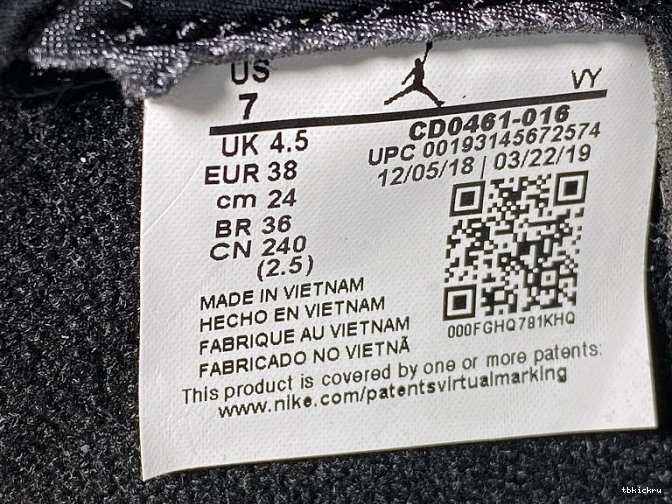 US
7
VY
UK 4.5
EUR 38
cm 24
BR 36
CN 240
(2.5)
CD0461-016
UPC 00193145672574
12/05/18 | 03/22/19
000FGHQ781KHQ
MADE IN VIETNAM
HECHO EN VIETNAM
FABRIQUE AU VIETNAM
FABRICADO NO VIETNÃ
This product is covered by one or more patents:
www.nike.com/patentsvirtualmarking
tbkickru